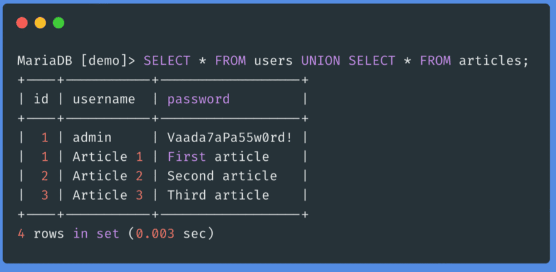 MariaDB [demo]> SELECT * FROM users UNION SELECT * FROM articles;
+----+-----------+------------------+
| id | username  | password         |
+----+-----------+------------------+
|  1 | admin     | Vaada7aPa55w0rd! |
|  1 | Article 1 | First article    |
|  2 | Article 2 | Second article   |
|  3 | Article 3 | Third article    |
+----+-----------+------------------+
4 rows in set (0.003 sec)